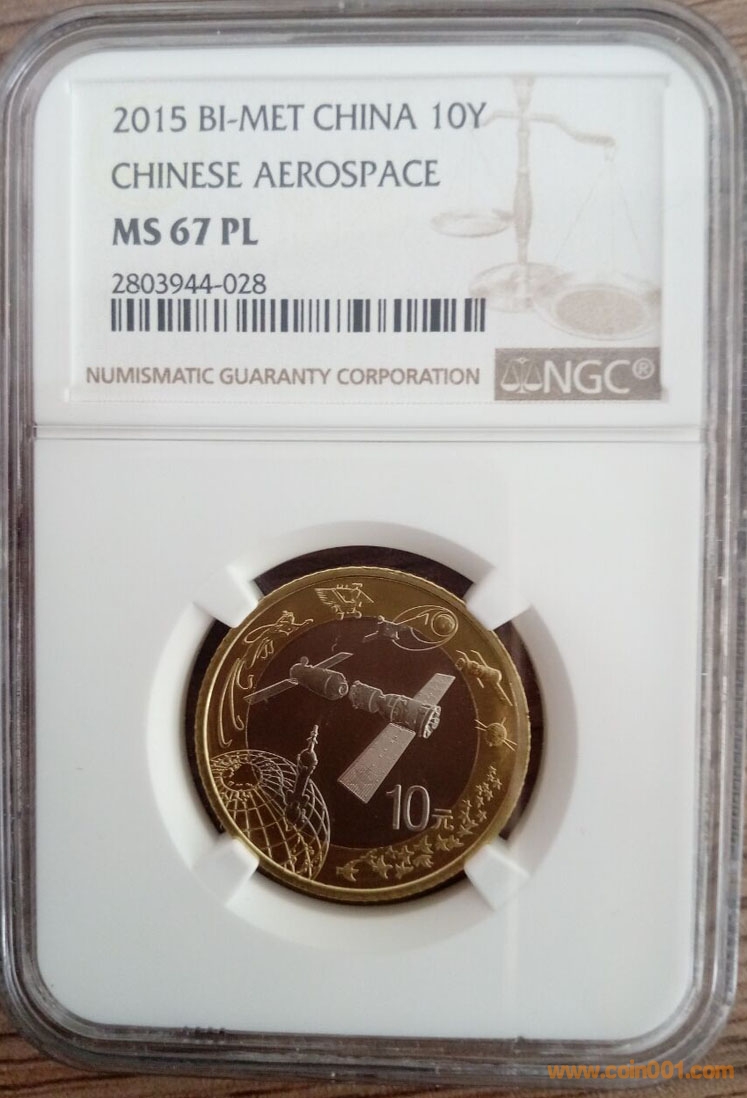 2015 BI-MET CHINA 10Y
CHINESE AEROSPACE
MS 67 PL
2803944-028
NUMISMATIC GUARANTY CORPORATION
NGC®
10元
www.coin001.com